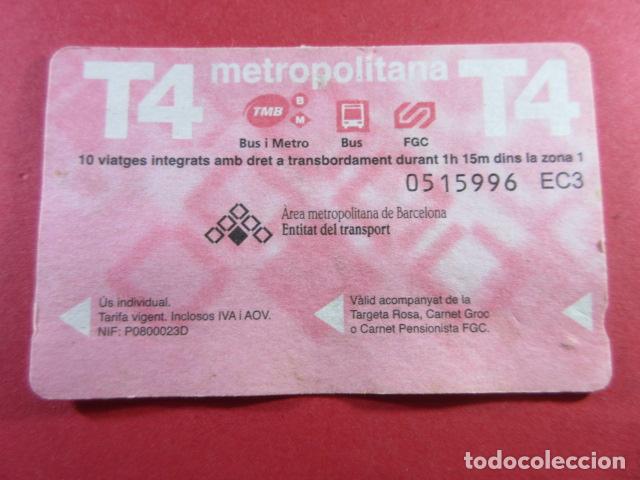 T4 metropolitana T4
TMB B M
Bus i Metro Bus FGC
10 viatges integrats amb dret a transbordament durant 1h 15m dins la zona 1
0515996 EC3
Àrea metropolitana de Barcelona
Entitat del transport
Ús individual.
Tarifa vigent. Inclosos IVA i AOV.
NIF: P0800023D
Vàlid acompanyat de la
Targeta Rosa, Carnet Groc
o Carnet Pensionista FGC.
todocoleccion